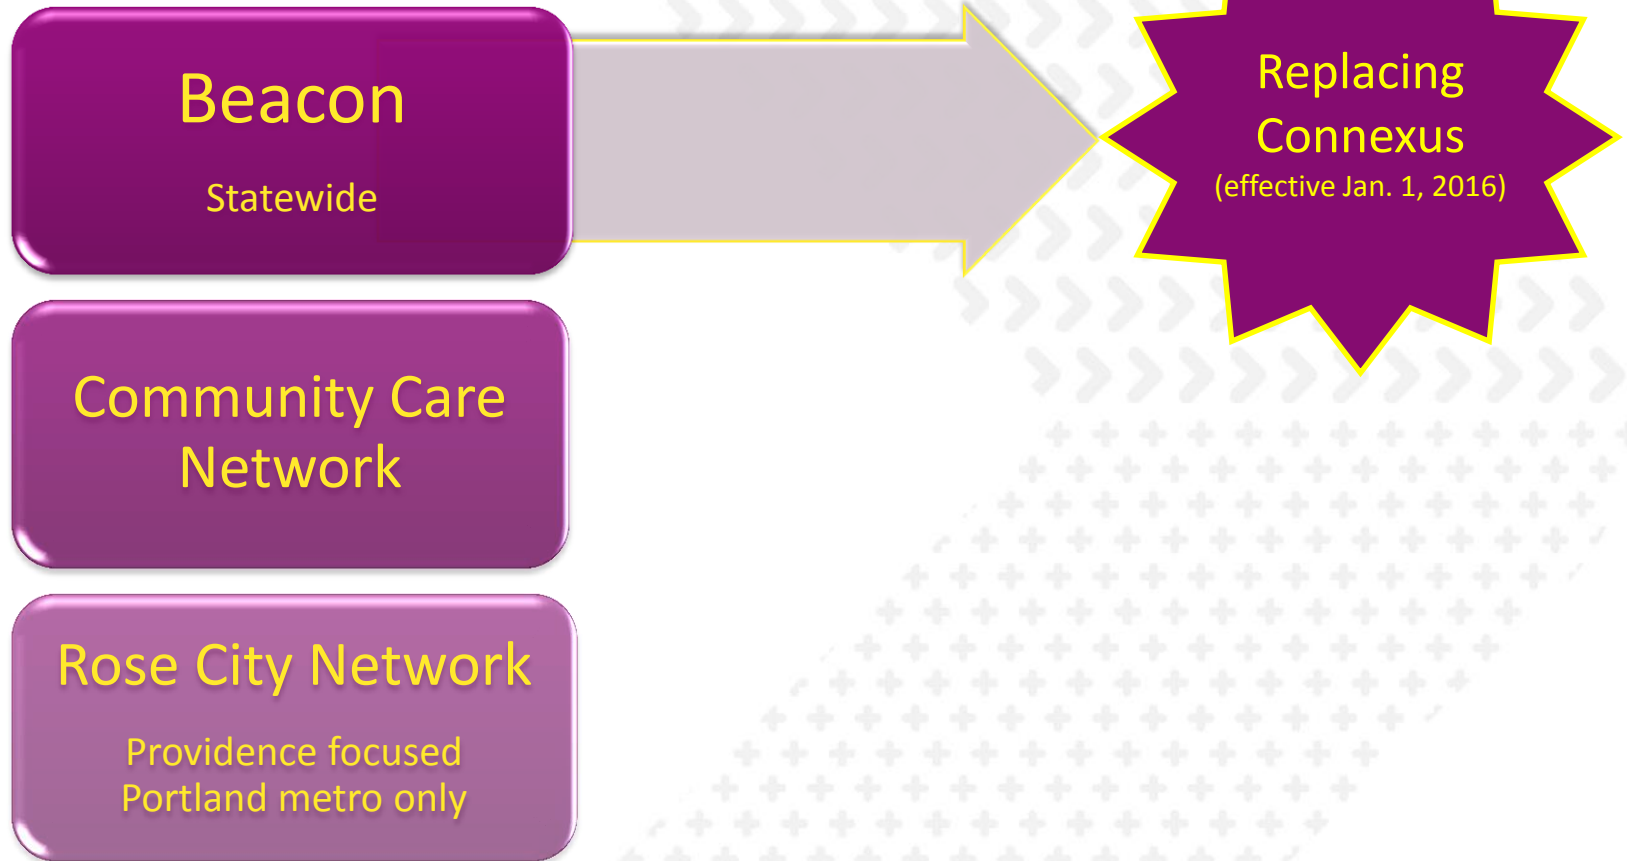 Beacon
Statewide
Replacing
Connexus
(effective Jan. 1, 2016)
Community Care
Network
Rose City Network
Providence focused
Portland metro only